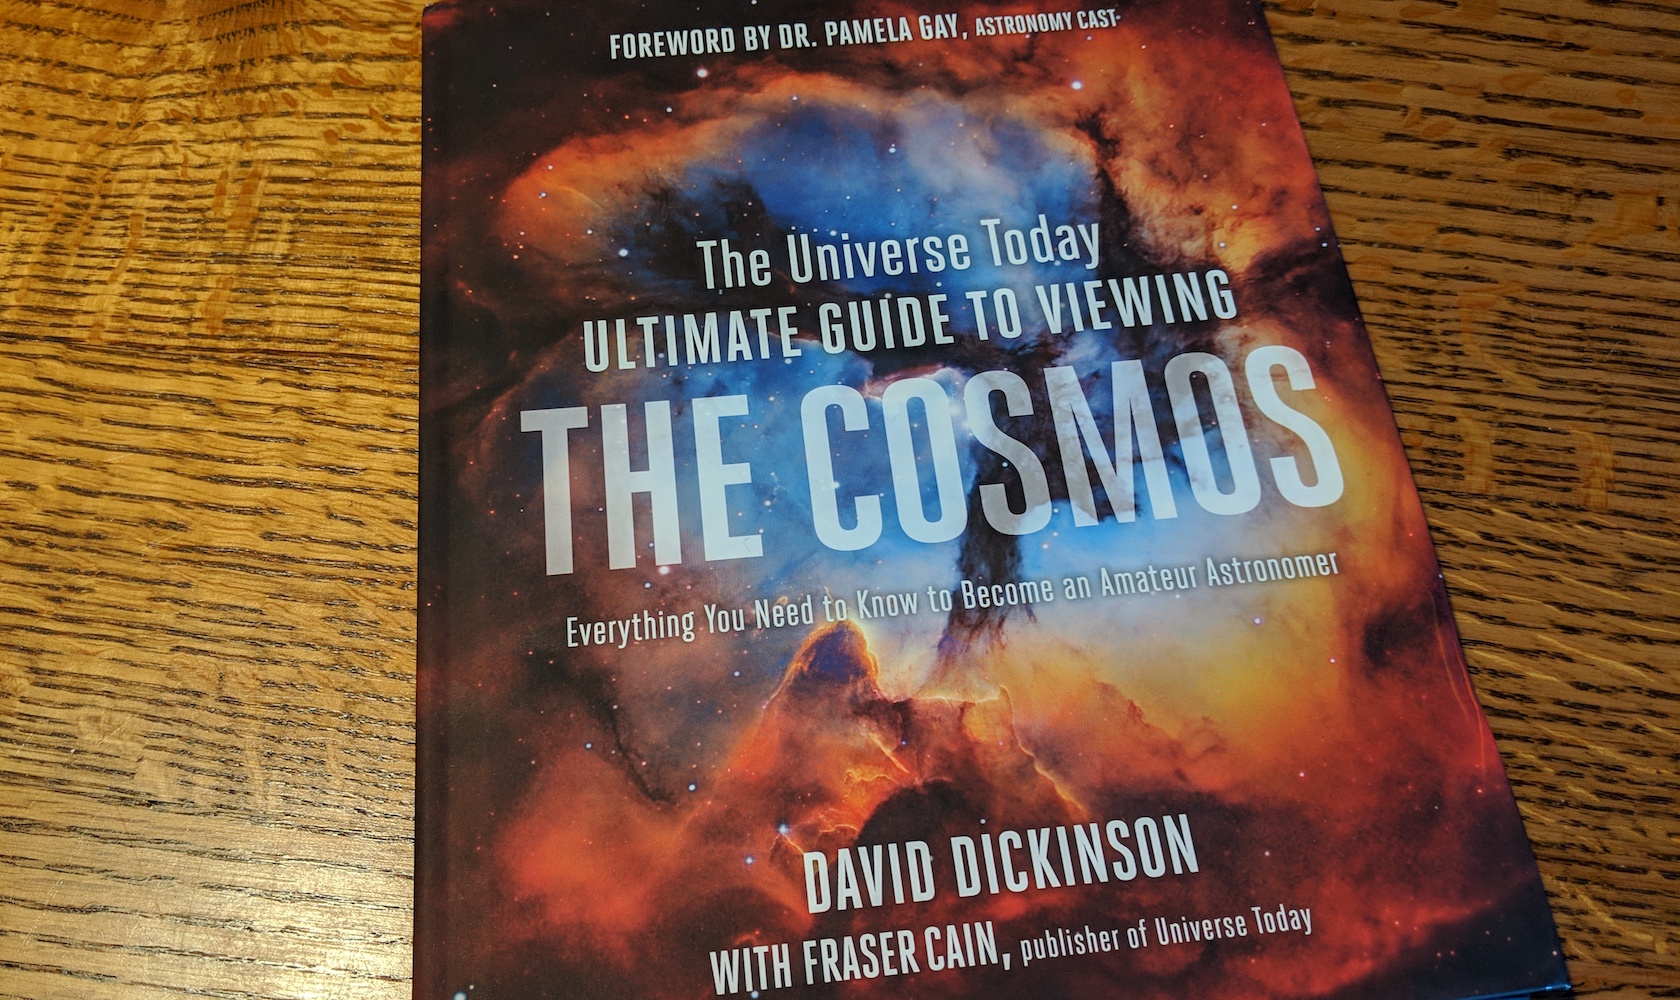 FOREWORD BY DR. PAMELA GAY, ASTRONOMY CAST
The Universe Today
ULTIMATE GUIDE TO VIEWING
THE COSMOS
Everything You Need to Know to Become an Amateur Astronomer
DAVID DICKINSON
WITH FRASER CAIN, publisher of Universe Today